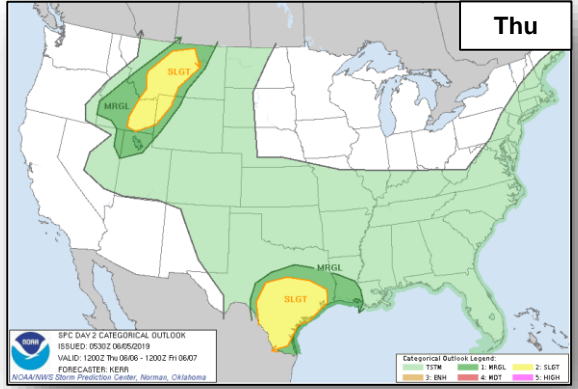 Thu
SLGT
MRGL
MRGL
SLGT
NOAA
SPC DAY 2 CATEGORICAL OUTLOOK
ISSUED: 0530Z 06/05/2019
VALID: 1200Z Thu 06/06 - 1200Z Fri 06/07
FORECASTER: KERR
NOAA/NWS Storm Prediction Center, Norman, Oklahoma
Categorical Outlook Legend:
TSTM 1: MRGL 2: SLGT
3: ENH 4: MDT 5: HIGH